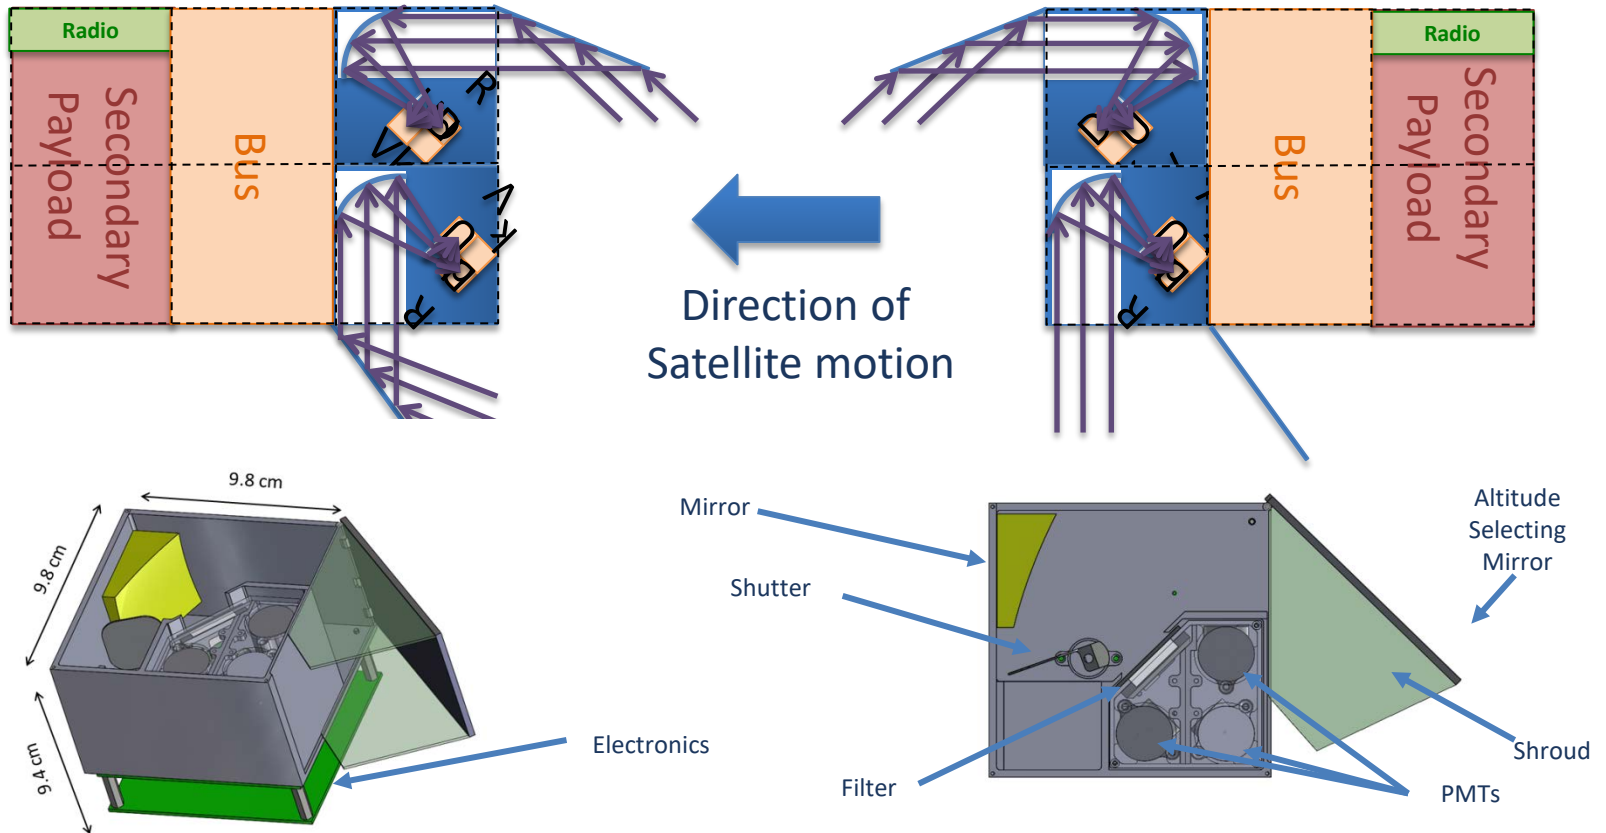 Radio
Secondary
Payload
Bus
Direction of
Satellite motion
Radio
Secondary
Payload
Bus
9.8 cm
9.8 cm
9.4 cm
Electronics
Mirror
Shutter
Filter
Altitude
Selecting
Mirror
Shroud
PMTs